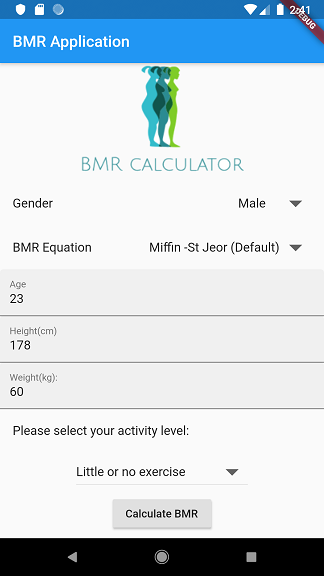 2:41
DEBUG
BMR Application
BMR CALCULATOR
Gender Male
BMR Equation Miffin -St Jeor (Default)
Age
23
Height(cm)
178
Weight(kg):
60
Please select your activity level:
Little or no exercise
Calculate BMR